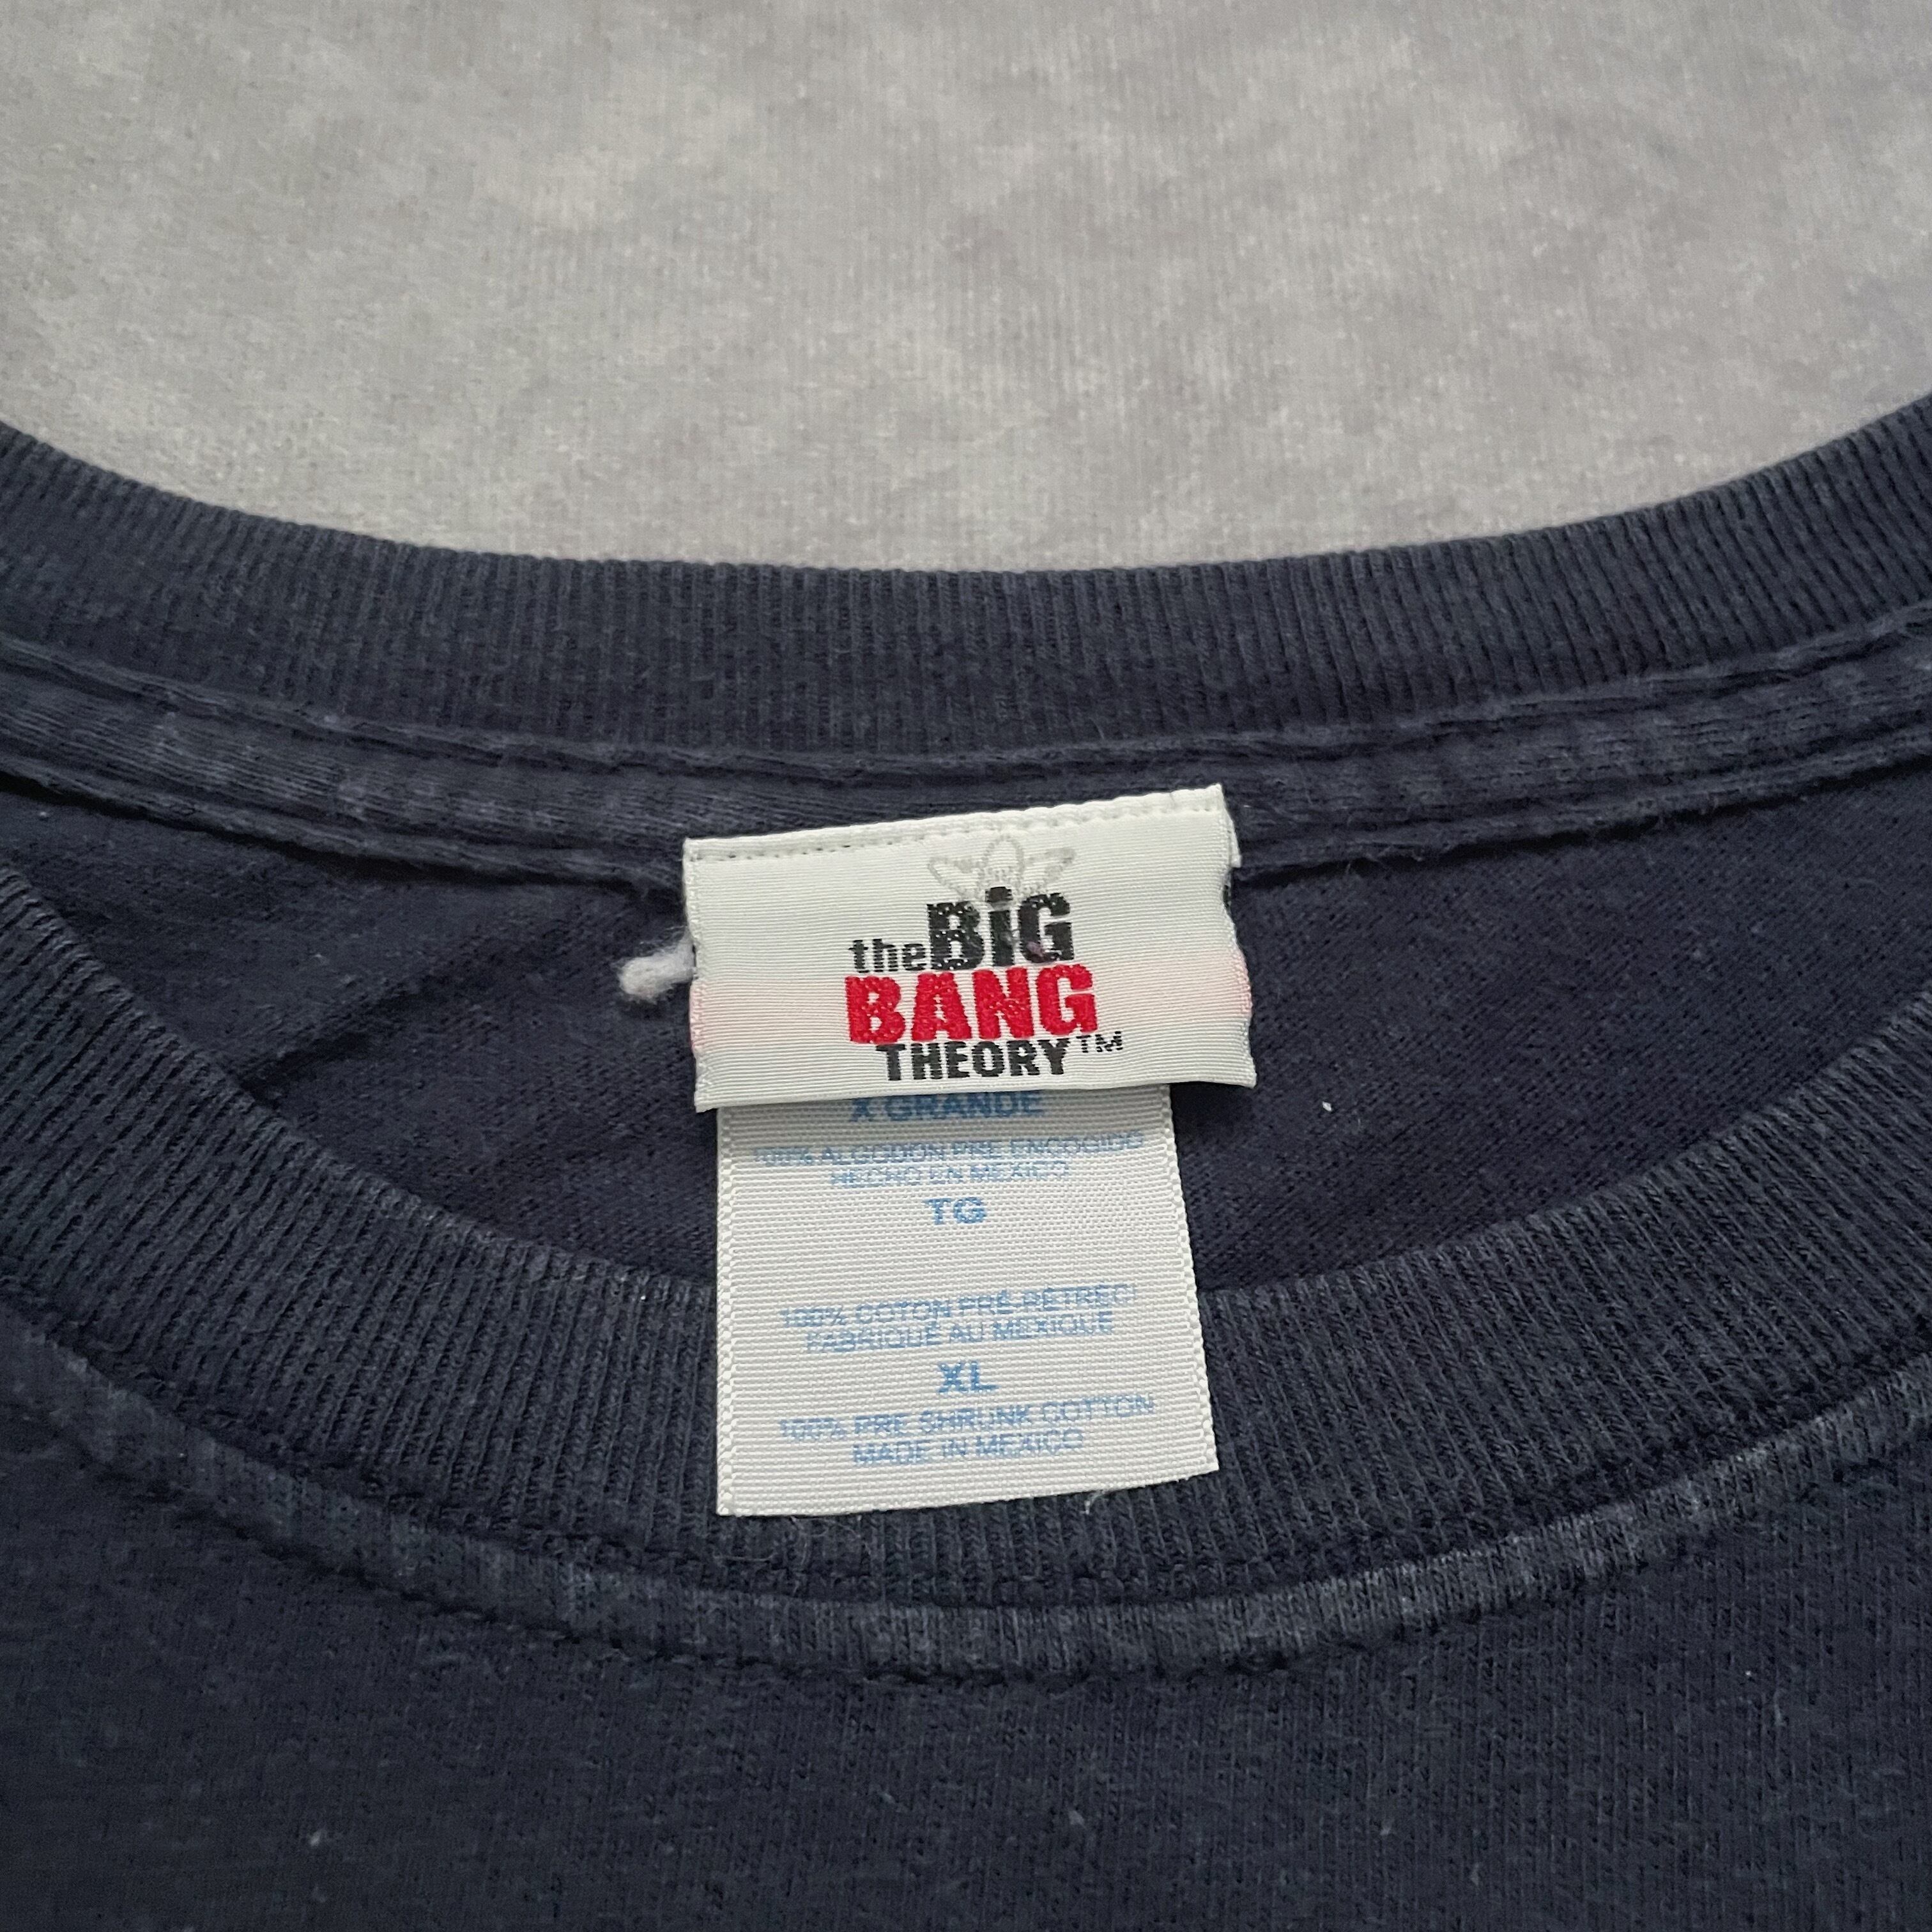 the BiG
BANG
THEORY™
X GRANDE
100% ALGODON PRE ENCOGIDO
HECHO EN MEXICO
TG
100% COTON PRÉ-RÉTRÉCI
FABRIQUÉ AU MEXIQUE
XL
100% PRE SHRUNK COTTON
MADE IN MEXICO